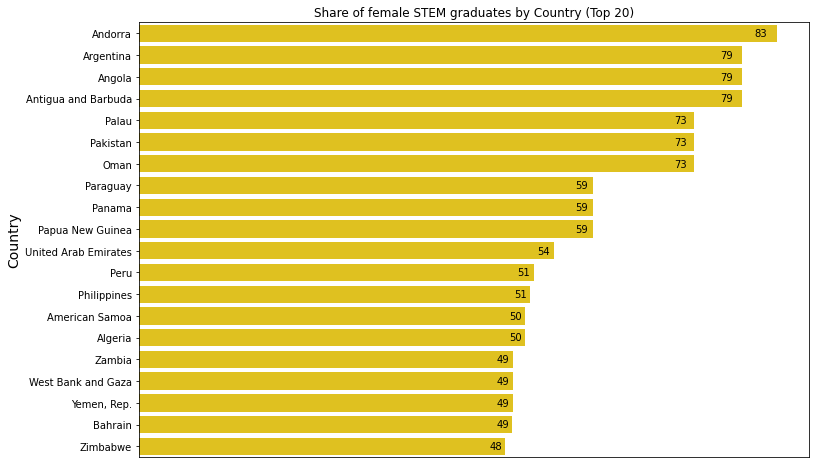 Share of female STEM graduates by Country (Top 20)
Country
Andorra 83
Argentina 79
Angola 79
Antigua and Barbuda 79
Palau 73
Pakistan 73
Oman 73
Paraguay 59
Panama 59
Papua New Guinea 59
United Arab Emirates 54
Peru 51
Philippines 51
American Samoa 50
Algeria 50
Zambia 49
West Bank and Gaza 49
Yemen, Rep. 49
Bahrain 49
Zimbabwe 48